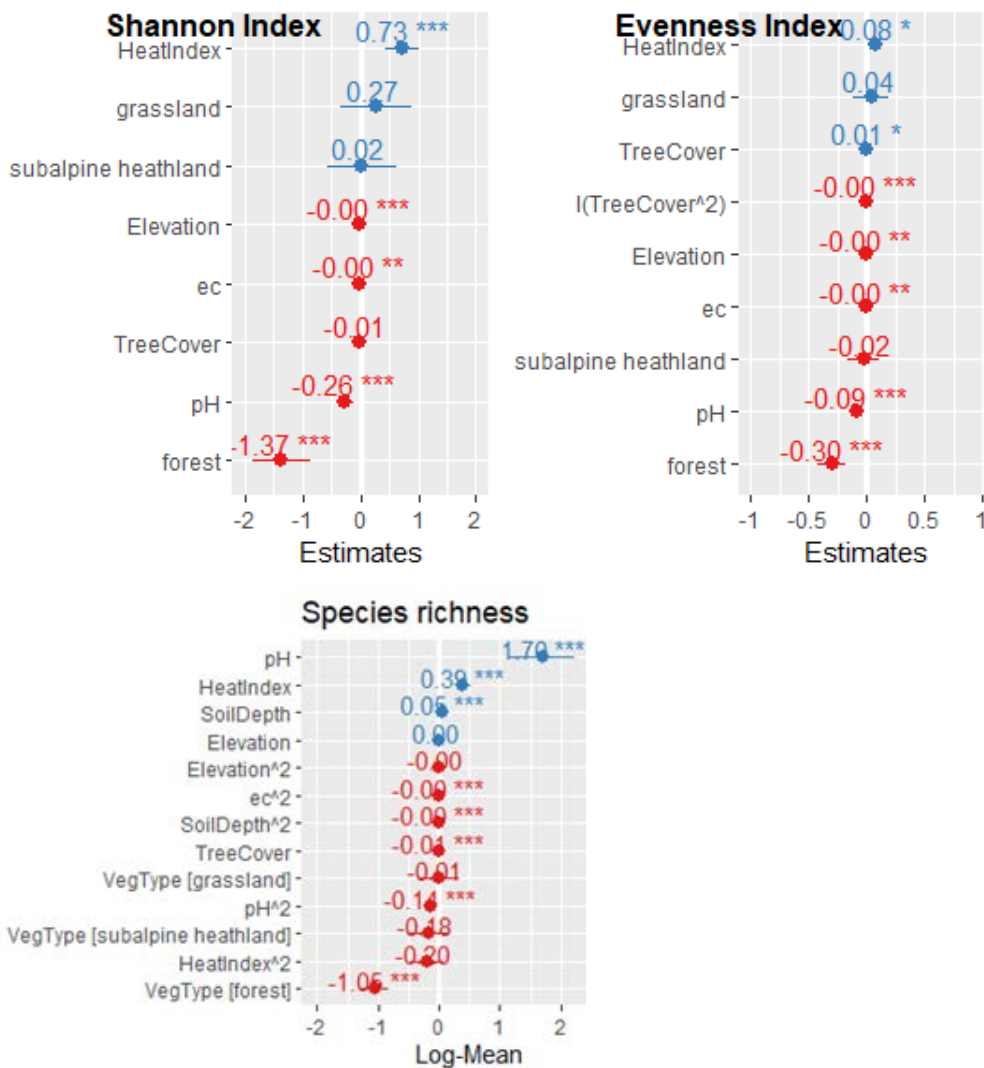 Shannon Index
HeatIndex
0.73 ***
grassland
0.27
subalpine heathland
0.02
Elevation
-0.00 ***
ec
-0.00 **
TreeCover
-0.01
pH
-0.26 ***
forest
-1.37 ***
-2 -1 0 1 2
Estimates
Evenness Index
HeatIndex
0.08 *
grassland
0.04
TreeCover
0.01 *
I(TreeCover^2)
-0.00 ***
Elevation
-0.00 **
ec
-0.00 **
subalpine heathland
-0.02
pH
-0.09 ***
forest
-0.30 ***
-1 -0.5 0 0.5 1
Estimates
Species richness
pH
1.70 ***
HeatIndex
0.39 ***
SoilDepth
0.05 ***
Elevation
0.00
Elevation^2
-0.00
ec^2
-0.00 ***
SoilDepth^2
-0.00 ***
TreeCover
-0.01 ***
VegType [grassland]
-0.01
pH^2
-0.14 ***
VegType [subalpine heathland]
-0.18
HeatIndex^2
-0.20
VegType [forest]
-1.05 ***
-2 -1 0 1 2
Log-Mean